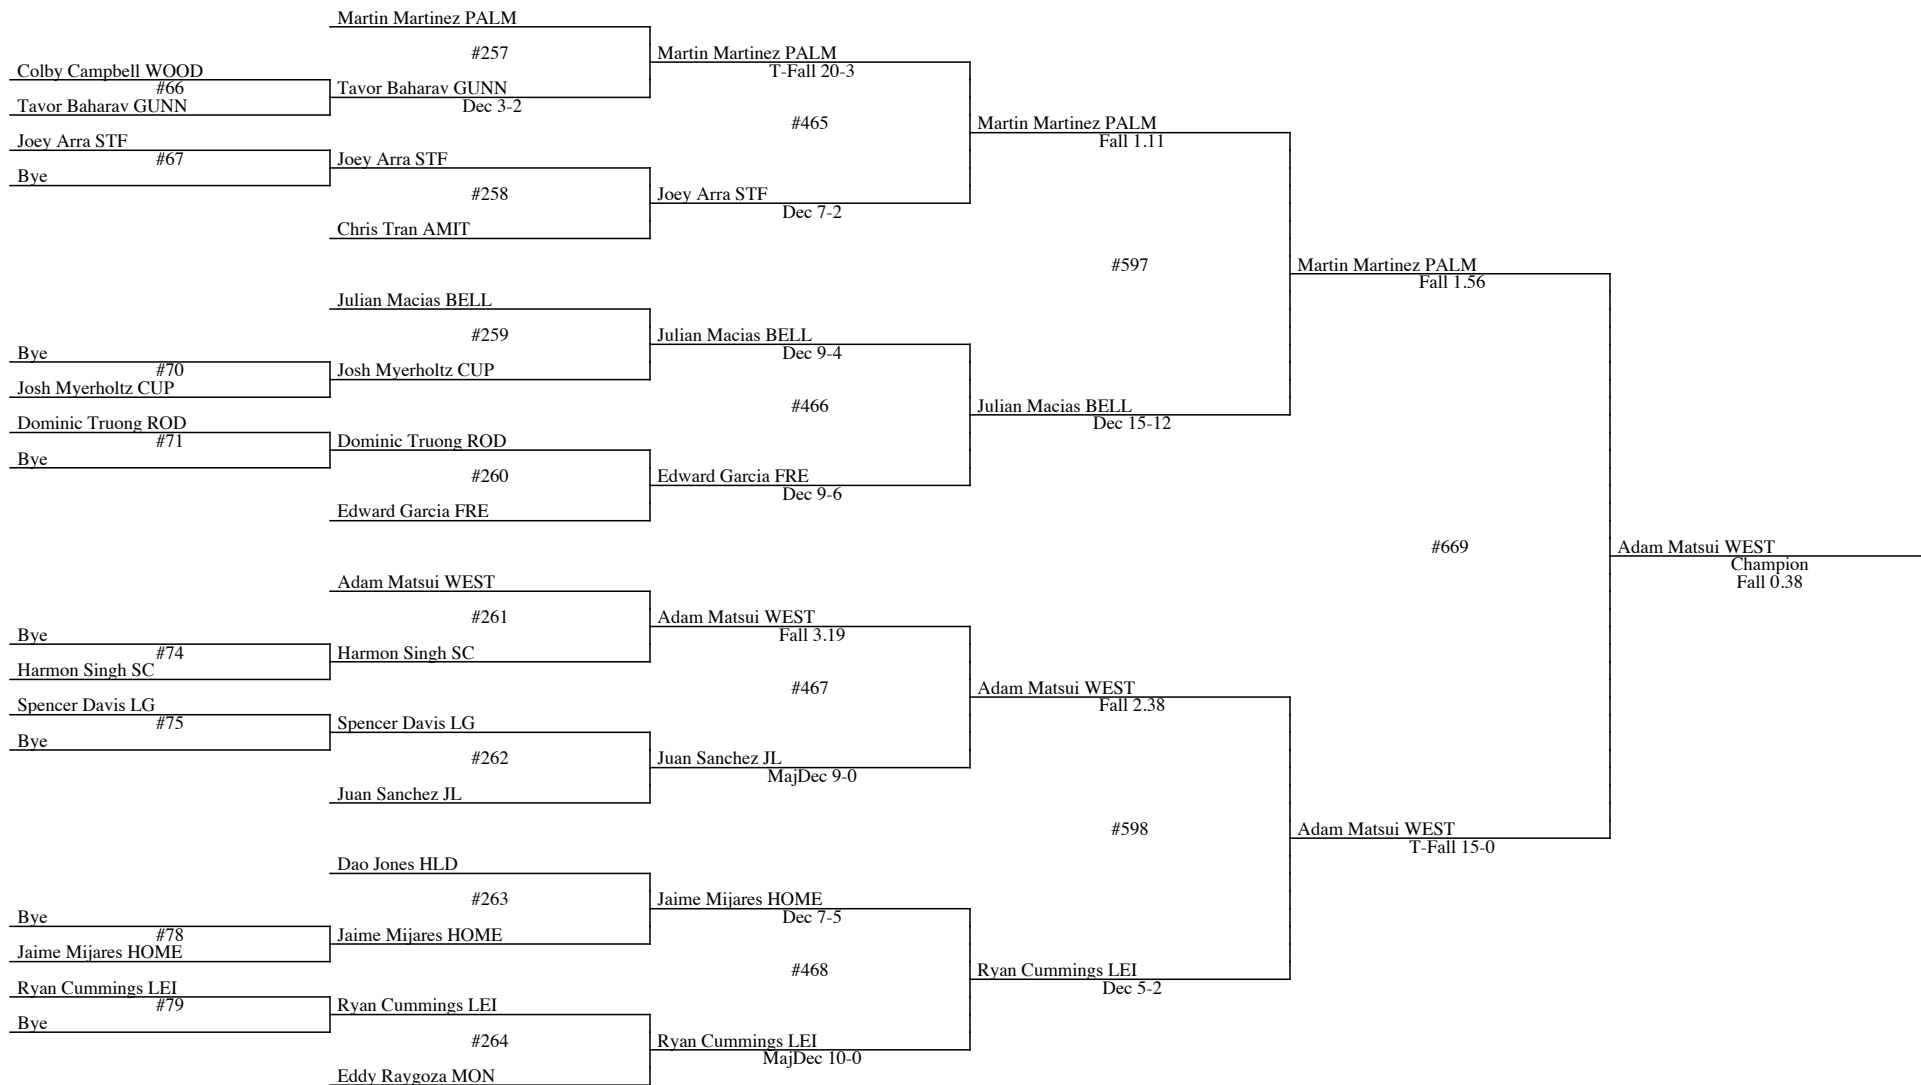 Martin Martinez PALM
#257
Martin Martinez PALM
T-Fall 20-3
Colby Campbell WOOD
#66
Tavor Baharav GUNN
Dec 3-2
Tavor Baharav GUNN
#465
Martin Martinez PALM
Fall 1.11
Joey Arra STF
#67
Joey Arra STF
Bye
#258
Joey Arra STF
Dec 7-2
Chris Tran AMIT
#597
Martin Martinez PALM
Fall 1.56
Julian Macias BELL
#259
Julian Macias BELL
Dec 9-4
Bye
#70
Josh Myerholtz CUP
Josh Myerholtz CUP
#466
Julian Macias BELL
Dec 15-12
Dominic Truong ROD
#71
Dominic Truong ROD
Bye
#260
Edward Garcia FRE
Dec 9-6
Edward Garcia FRE
#669
Adam Matsui WEST
Champion
Fall 0.38
Adam Matsui WEST
#261
Adam Matsui WEST
Fall 3.19
Bye
#74
Harmon Singh SC
Harmon Singh SC
#467
Adam Matsui WEST
Fall 2.38
Spencer Davis LG
#75
Spencer Davis LG
Bye
#262
Juan Sanchez JL
MajDec 9-0
Juan Sanchez JL
#598
Adam Matsui WEST
T-Fall 15-0
Dao Jones HLD
#263
Jaime Mijares HOME
Dec 7-5
Bye
#78
Jaime Mijares HOME
Jaime Mijares HOME
#468
Ryan Cummings LEI
Dec 5-2
Ryan Cummings LEI
#79
Ryan Cummings LEI
Bye
#264
Ryan Cummings LEI
MajDec 10-0
Eddy Raygoza MON